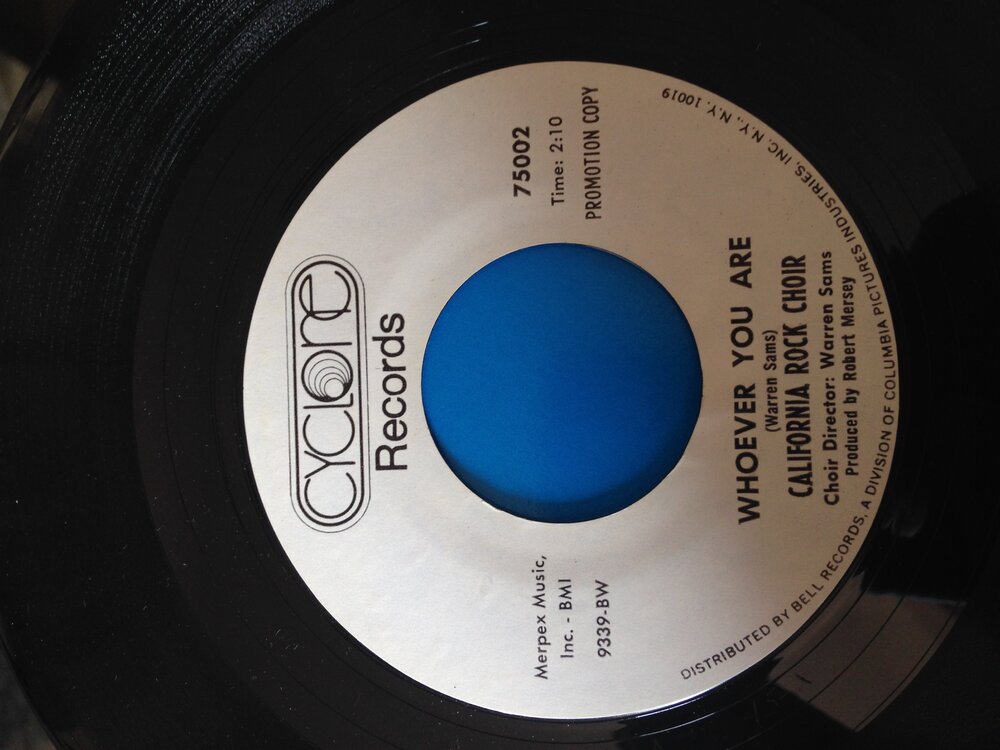 CYCLONE
Records
Merpex Music,
Inc. - BMI
9339-BW
75002
Time: 2:10
PROMOTION COPY
WHOEVER YOU ARE
(Warren Sams)
CALIFORNIA ROCK CHOIR
Choir Director: Warren Sams
Produced by Robert Mersey
DISTRIBUTED BY BELL RECORDS, A DIVISION OF COLUMBIA PICTURES INDUSTRIES, INC. N.Y., N.Y. 10019